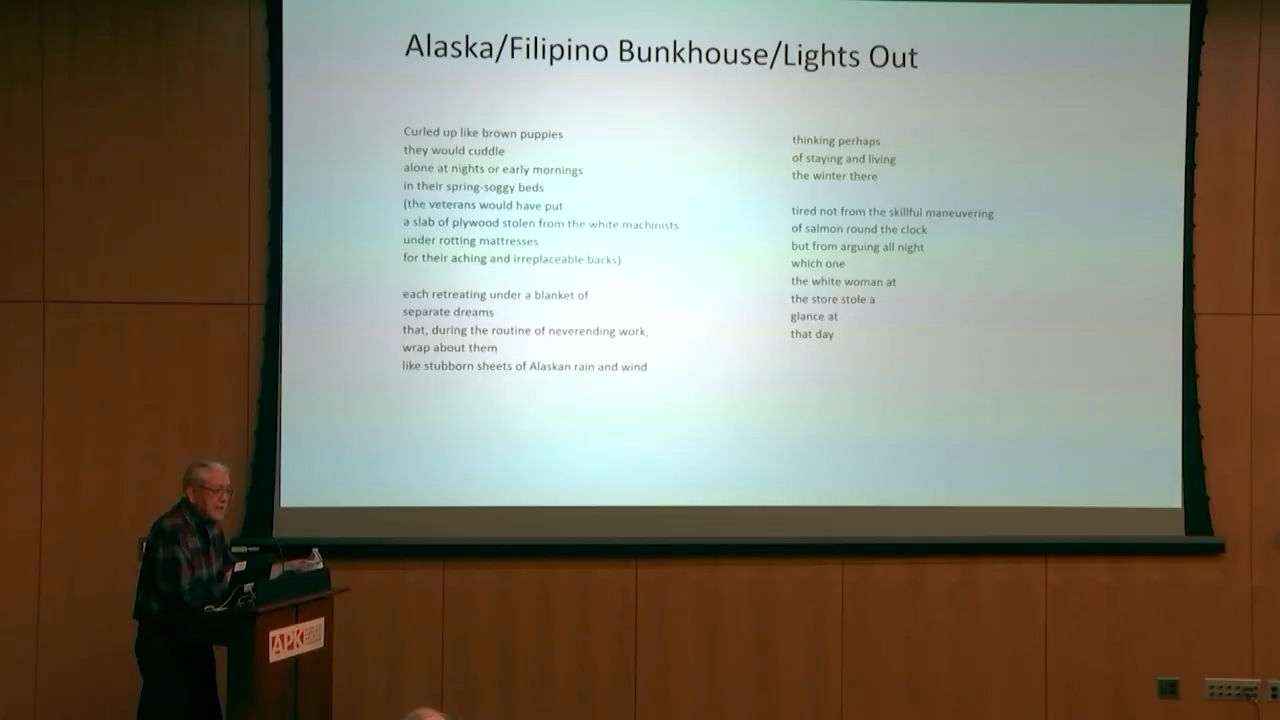 Alaska/Filipino Bunkhouse/Lights Out
Curled up like brown puppies
they would cuddle
alone at nights or early mornings
in their spring-soggy beds
(the veterans would have put
a slab of plywood stolen from the white machinists
under rotting mattresses
for their aching and irreplaceable backs)
each retreating under a blanket of
separate dreams
that, during the routine of neverending work,
wrap about them
like stubborn sheets of Alaskan rain and wind
thinking perhaps
of staying and living
the winter there
tired not from the skillful maneuvering
of salmon round the clock
but from arguing all night
which one
the white woman at
the store stole a
glance at
that day
APK